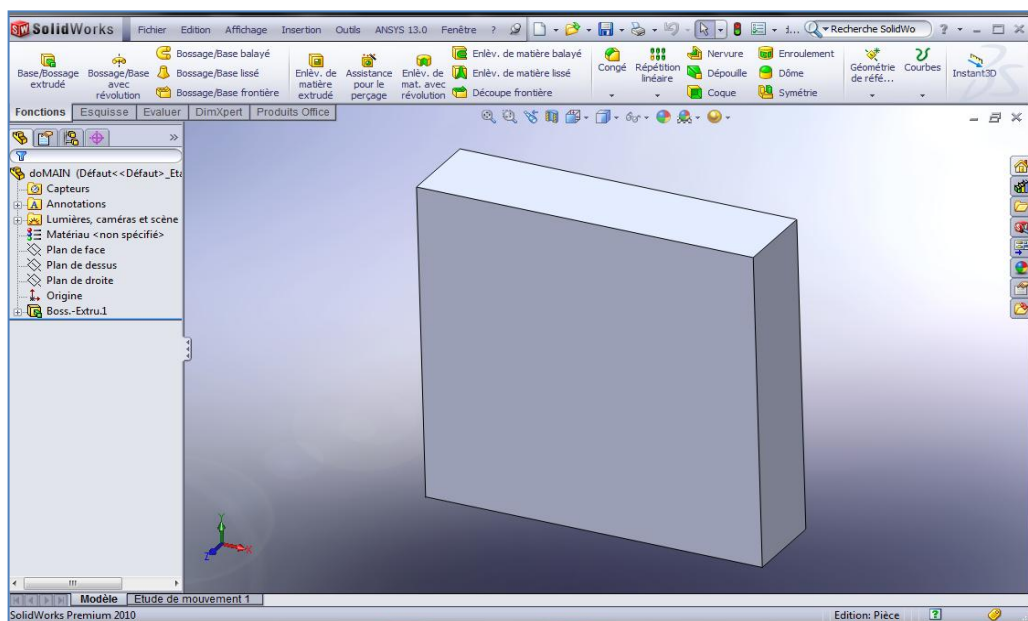 SolidWorks Fichier Edition Affichage Insertion Outils ANSYS 13.0 Fenêtre ? Recherche SolidWo ?
Base/Bossage extrudé
Bossage/Base avec révolution
Bossage/Base balayé
Bossage/Base lissé
Bossage/Base frontière
Enlèv. de matière extrudé
Assistance pour le perçage
Enlèv. de mat. avec révolution
Enlèv. de matière balayé
Enlèv. de matière lissé
Découpe frontière
Congé
Répétition linéaire
Nervure
Dépouille
Coque
Enroulement
Dôme
Symétrie
Géométrie de réfé...
Courbes
Instant3D
Fonctions Esquisse Evaluer DimXpert Produits Office
doMAIN (Défaut<<Défaut>_Eta
Capteurs
Annotations
Lumières, caméras et scène
Matériau <non spécifié>
Plan de face
Plan de dessus
Plan de droite
Origine
Boss.-Extru.1
Modèle Etude de mouvement 1
SolidWorks Premium 2010 Edition: Pièce